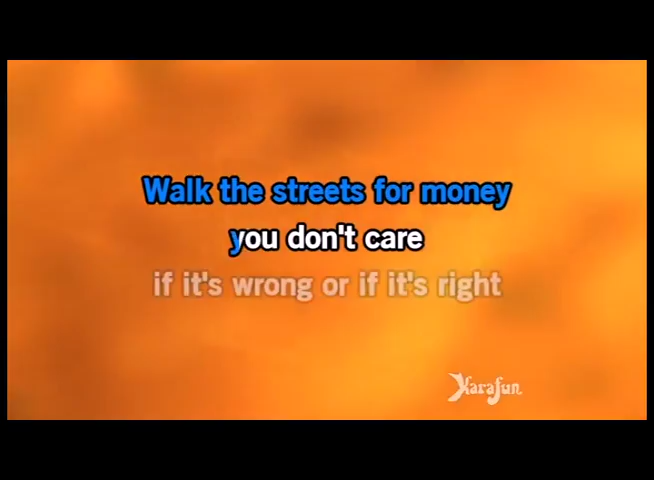 Walk the streets for money
you don't care
if it's wrong or if it's right
Karafun